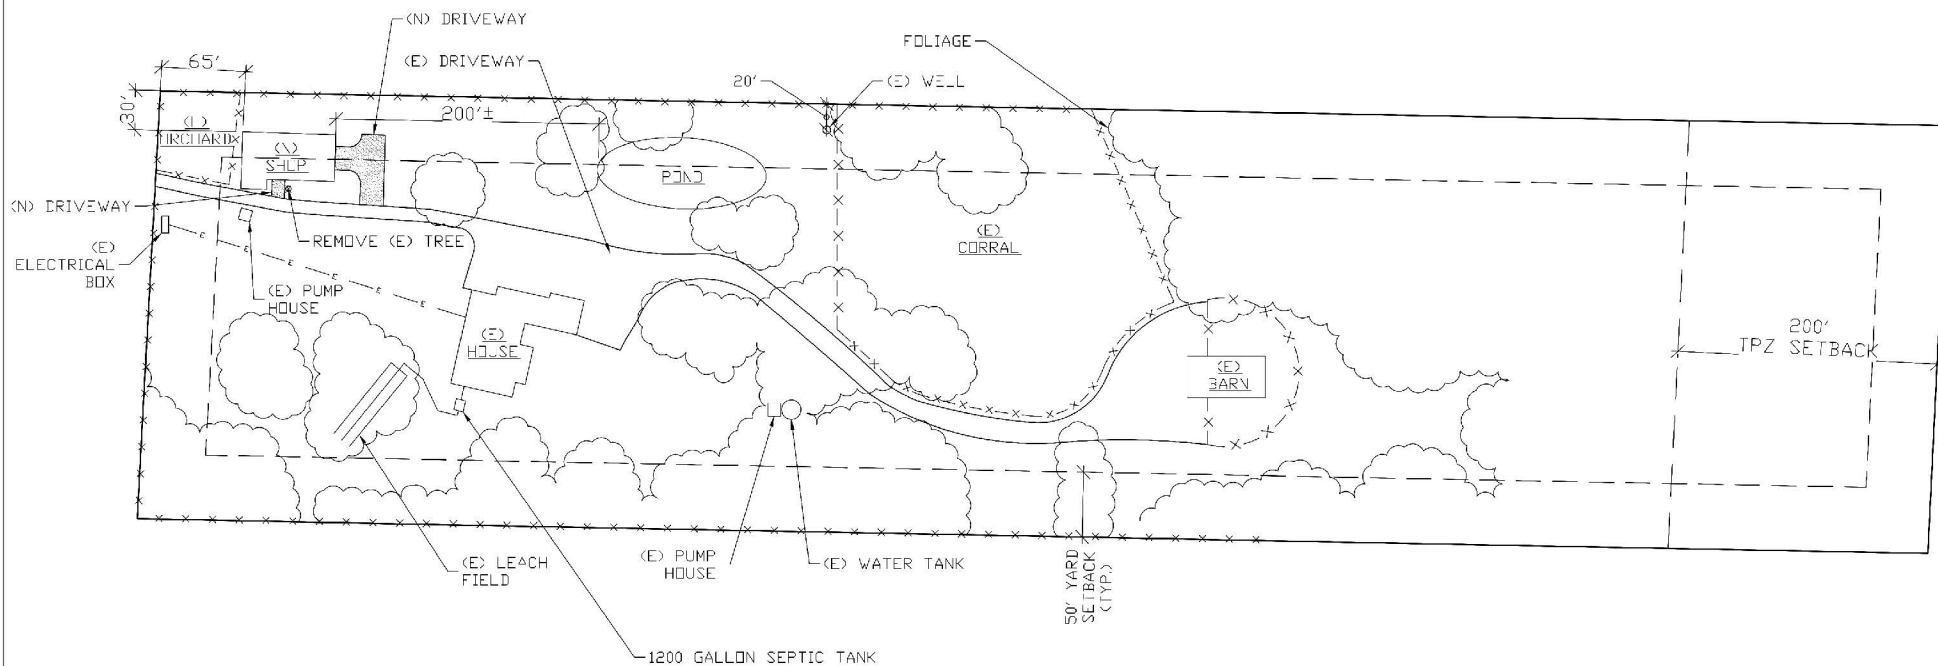 (N) DRIVEWAY
FOLIAGE
65'
(E) DRIVEWAY
20'
(E) WELL
30'
200'±
ORCHARD
(N)
SHOP
POND
(N) DRIVEWAY
REMOVE (E) TREE
(E)
CORRAL
(E)
ELECTRICAL
BOX
E
E
E
E
E
(E) PUMP
HOUSE
(E)
HOUSE
200'
TPZ SETBACK
(E)
BARN
(E) LEACH
FIELD
(E) PUMP
HOUSE
(E) WATER TANK
50' YARD
SETBACK
(TYP.)
1200 GALLON SEPTIC TANK